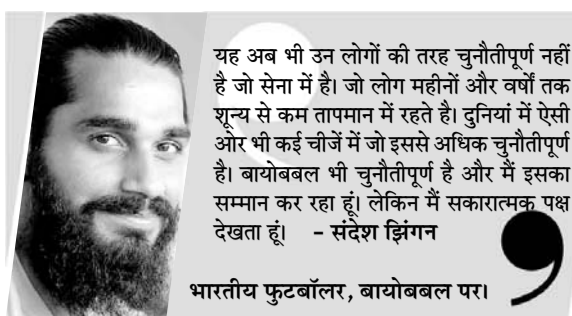 यह अब भी उन लोगों की तरह चुनौतीपूर्ण नहीं
है जो सेना में है। जो लोग महीनों और वर्षों तक
शून्य से कम तापमान में रहते है। दुनियां में ऐसी
ओर भी कई चीजें में जो इससे अधिक चुनौतीपूर्ण
है। बायोबबल भी चुनौतीपूर्ण है और मैं इसका
सम्मान कर रहा हूं। लेकिन मैं सकारात्मक पक्ष
देखता हूं। - संदेश झिंगन
भारतीय फुटबॉलर, बायोबबल पर।